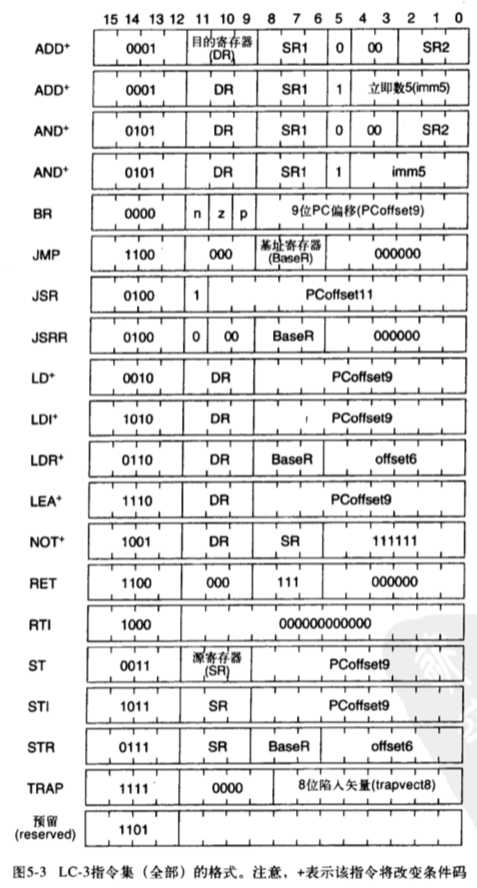 15 14 13 12 11 10 9 8 7 6 5 4 3 2 1 0
ADD+ 0001 目的寄存器(DR) SR1 0 00 SR2
ADD+ 0001 DR SR1 1 立即数5(imm5)
AND+ 0101 DR SR1 0 00 SR2
AND+ 0101 DR SR1 1 imm5
BR 0000 n z p 9位PC偏移(PCoffset9)
JMP 1100 000 基址寄存器(BaseR) 000000
JSR 0100 1 PCoffset11
JSRR 0100 0 00 BaseR 000000
LD+ 0010 DR PCoffset9
LDI+ 1010 DR PCoffset9
LDR+ 0110 DR BaseR offset6
LEA+ 1110 DR PCoffset9
NOT+ 1001 DR SR 111111
RET 1100 000 111 000000
RTI 1000 000000000000
ST 0011 源寄存器(SR) PCoffset9
STI 1011 SR PCoffset9
STR 0111 SR BaseR offset6
TRAP 1111 0000 8位陷入矢量(trapvect8)
预留(reserved) 1101
图5-3 LC-3指令集（全部）的格式。注意，+表示该指令将改变条件码